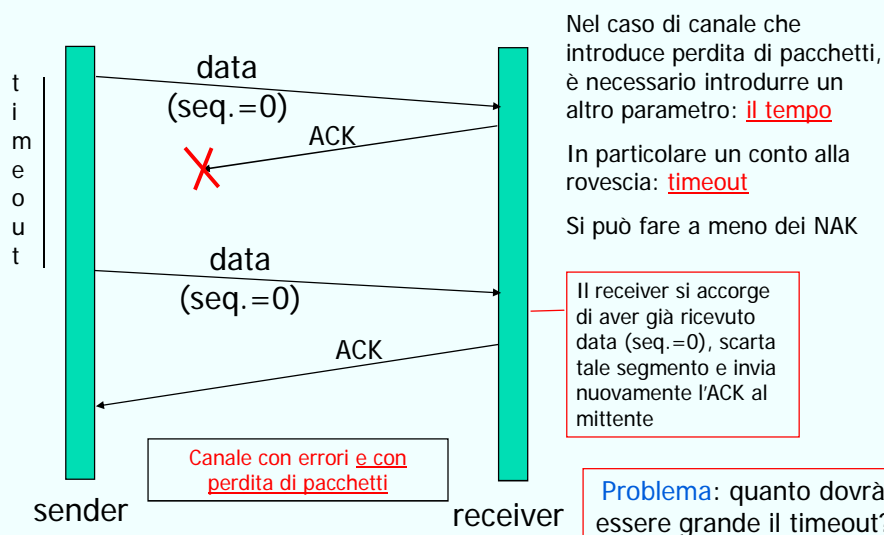 timeout
data
(seq.=0)
ACK
data
(seq.=0)
ACK
sender
receiver
Canale con errori e con
perdita di pacchetti
Nel caso di canale che
introduce perdita di pacchetti,
è necessario introdurre un
altro parametro: il tempo
In particolare un conto alla
rovescia: timeout
Si può fare a meno dei NAK
Il receiver si accorge
di aver già ricevuto
data (seq.=0), scarta
tale segmento e invia
nuovamente l'ACK al
mittente
Problema: quanto dovrà
essere grande il timeout?